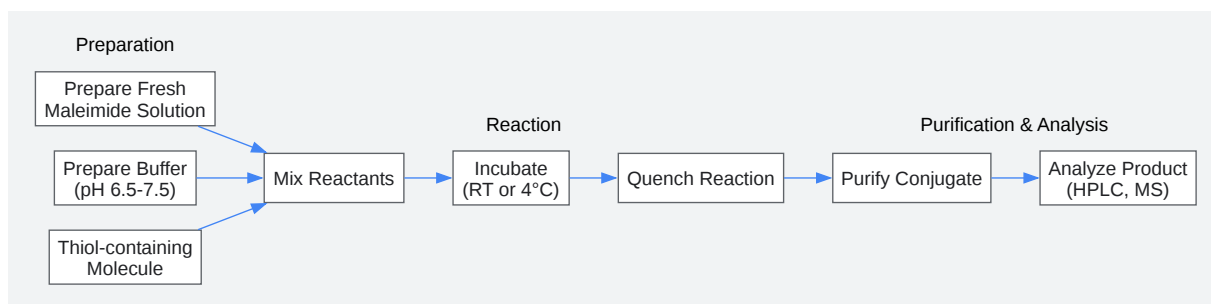 Preparation
Prepare Fresh
Maleimide Solution
Prepare Buffer
(pH 6.5-7.5)
Thiol-containing
Molecule
Mix Reactants
Reaction
Incubate
(RT or 4°C)
Quench Reaction
Purification & Analysis
Purify Conjugate
Analyze Product
(HPLC, MS)